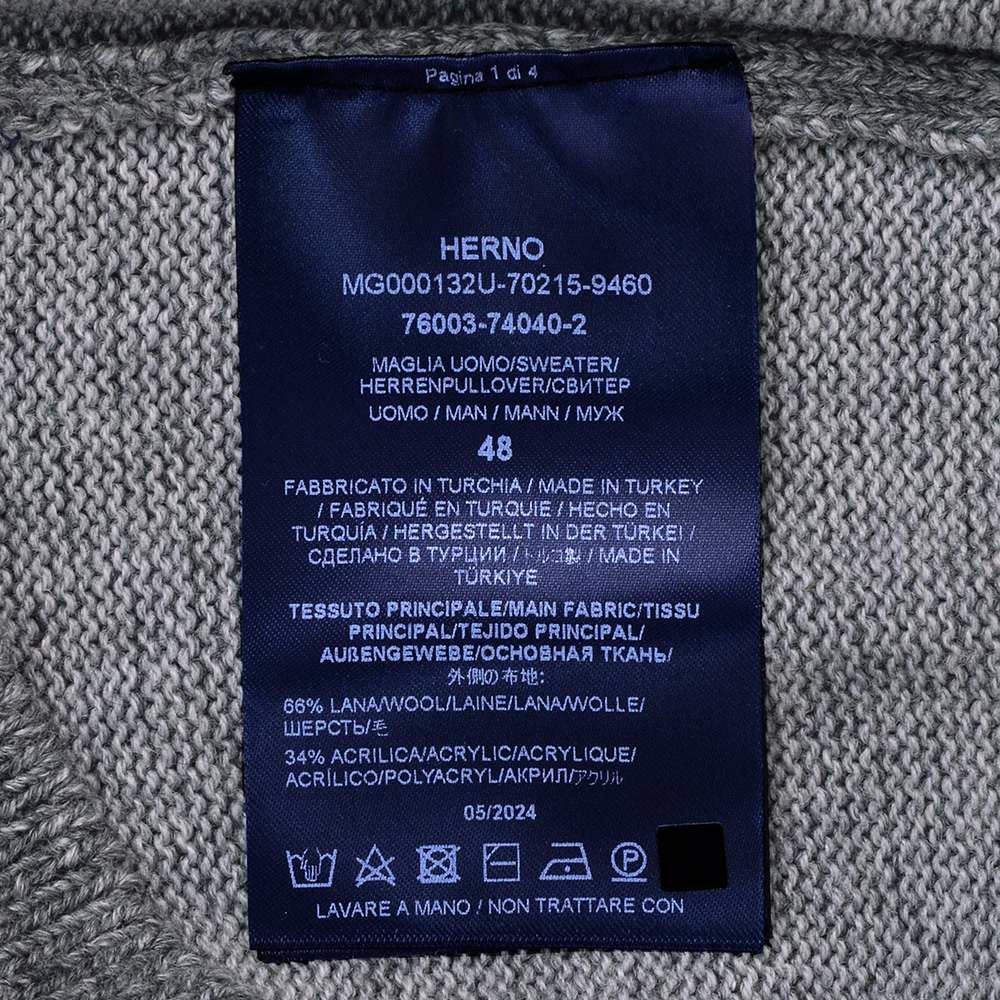 Pagina 1 di 4
HERNO
MG000132U-70215-9460
76003-74040-2
MAGLIA UOMO/SWEATER/
HERRENPULLOVER/СВИТЕР
UOMO / MAN / MANN / МУЖ
48
FABBRICATO IN TURCHIA / MADE IN TURKEY
/ FABRIQUÉ EN TURQUIE / HECHO EN
TURQUÍA / HERGESTELLT IN DER TÜRKEI /
СДЕЛАНО В ТУРЦИИ / トルコ製 / MADE IN
TÜRKIYE
TESSUTO PRINCIPALE/MAIN FABRIC/TISSU
PRINCIPAL/TEJIDO PRINCIPAL/
AUßENGEWEBE/ОСНОВНАЯ ТКАНЬ/
外側の布地:
66% LANA/WOOL/LAINE/LANA/WOLLE/
ШЕРСТЬ/毛
34% ACRILICA/ACRYLIC/ACRYLIQUE/
ACRÍLICO/POLYACRYL/АКРИЛ/アクリル
05/2024
P
LAVARE A MANO / NON TRATTARE CON